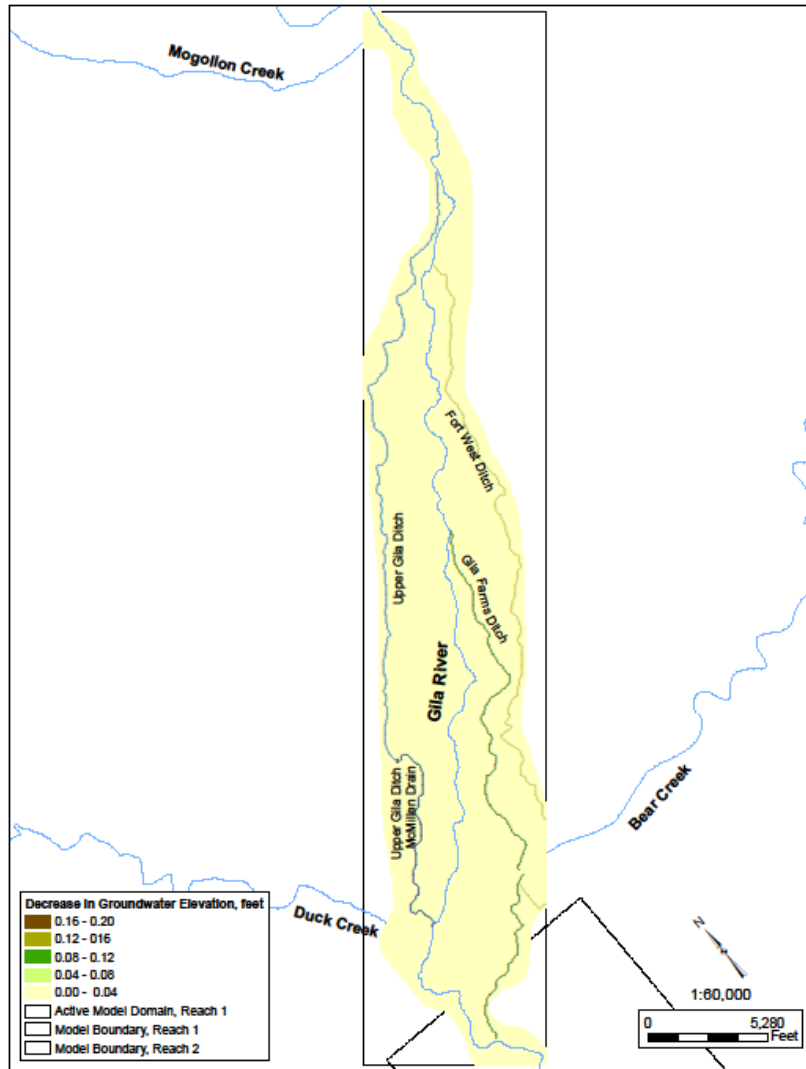 Mogollon Creek
Fort West Ditch
Upper Gila Ditch
Gila Farms Ditch
Gila River
Upper Gila Ditch
McMillen Drain
Bear Creek
Duck Creek
Decrease in Groundwater Elevation, feet
0.16 - 0.20
0.12 - 016
0.08 - 0.12
0.04 - 0.08
0.00 - 0.04
Active Model Domain, Reach 1
Model Boundary, Reach 1
Model Boundary, Reach 2
N
1:60,000
0 5,280
Feet